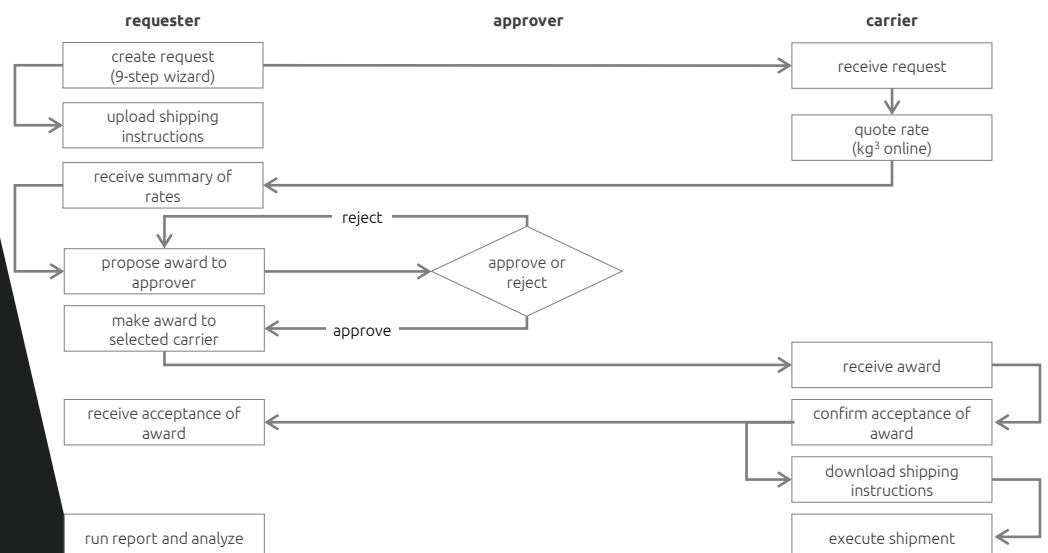 requester
approver
carrier
create request
(9-step wizard)
receive request
upload shipping
instructions
quote rate
(kg³ online)
receive summary of
rates
reject
propose award to
approver
approve or
reject
make award to
selected carrier
approve
receive award
receive acceptance of
award
confirm acceptance of
award
download shipping
instructions
run report and analyze
execute shipment